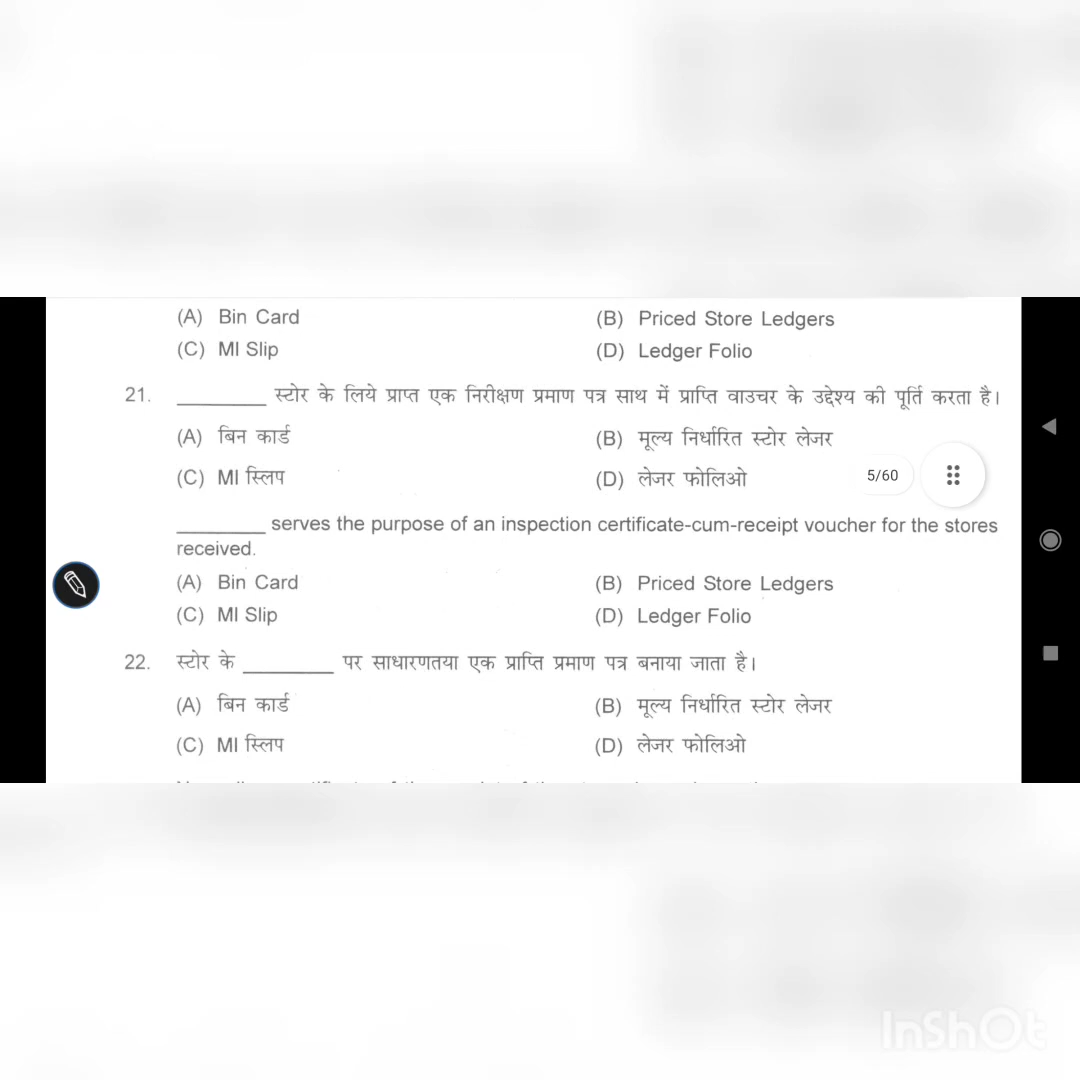 (A) Bin Card (B) Priced Store Ledgers
(C) MI Slip (D) Ledger Folio
21. ________ स्टोर के लिये प्राप्त एक निरीक्षण प्रमाण पत्र साथ में प्राप्ति वाउचर के उद्देश्य की पूर्ति करता है।
(A) बिन कार्ड (B) मूल्य निर्धारित स्टोर लेजर
(C) MI स्लिप (D) लेजर फोलिओ
5/60
________ serves the purpose of an inspection certificate-cum-receipt voucher for the stores
received.
(A) Bin Card (B) Priced Store Ledgers
(C) MI Slip (D) Ledger Folio
22. स्टोर के ________ पर साधारणतया एक प्राप्ति प्रमाण पत्र बनाया जाता है।
(A) बिन कार्ड (B) मूल्य निर्धारित स्टोर लेजर
(C) MI स्लिप (D) लेजर फोलिओ
InShOt